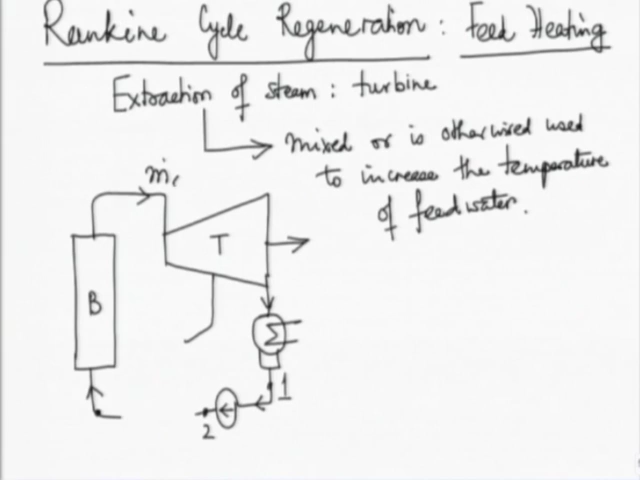 Rankine Cycle Regeneration : Feed Heating
Extraction of steam : turbine
mixed or is otherwised used
to increase the temperature
of feedwater.
ṁ₁
T
B
1
2